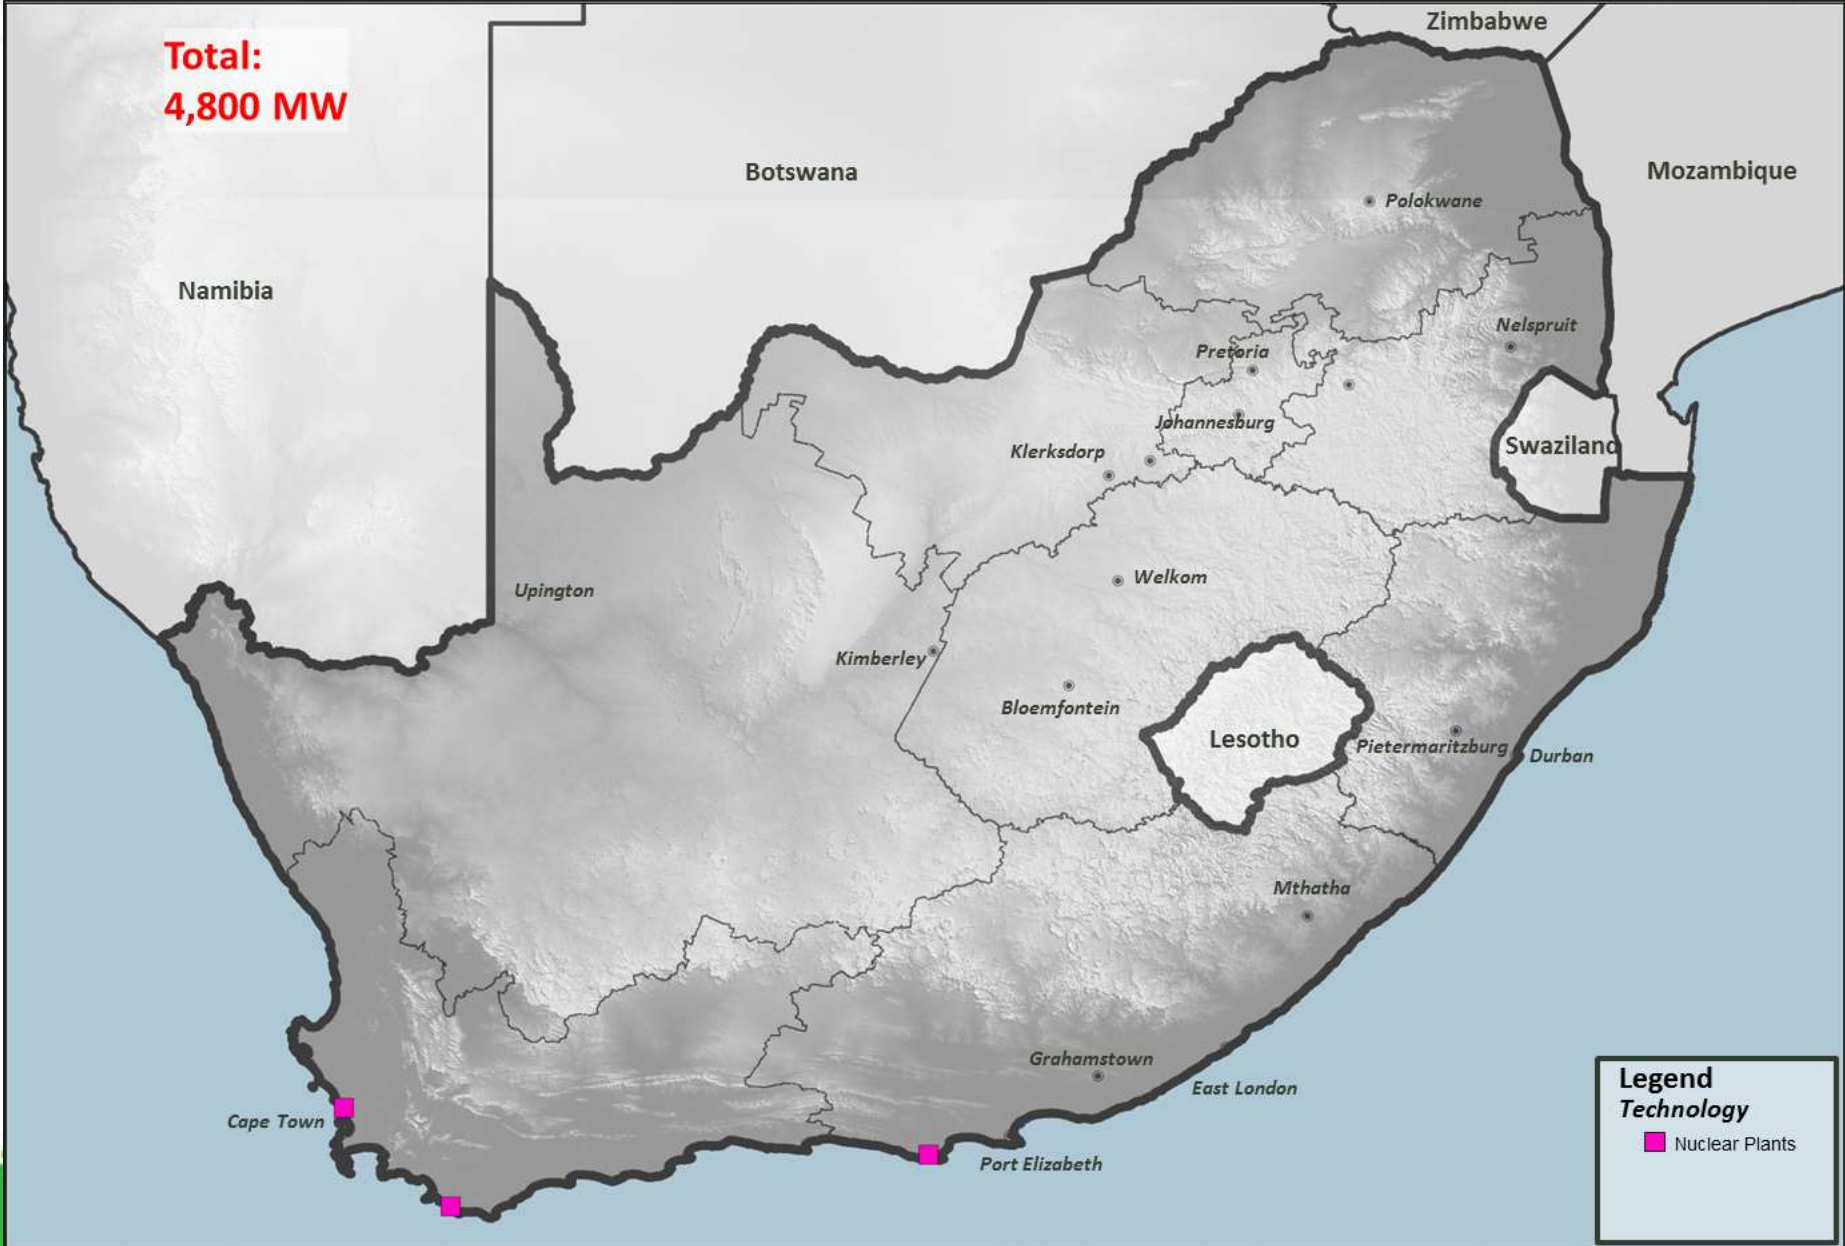 Total:
4,800 MW
Zimbabwe
Botswana
Mozambique
Polokwane
Namibia
Nelspruit
Pretoria
Johannesburg
Klerksdorp
Swaziland
Welkom
Upington
Kimberley
Bloemfontein
Lesotho
Pietermaritzburg
Durban
Mthatha
Grahamstown
East London
Cape Town
Port Elizabeth
Legend
Technology
Nuclear Plants